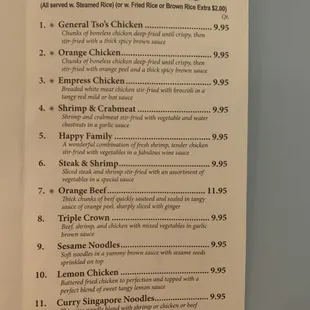 (All served w. Steamed Rice) (or w. Fried Rice or Brown Rice Extra $2.00)
Qt.
1. General Tso's Chicken 9.95
Chunks of boneless chicken deep-fried until crispy, then
stir-fried with a thick spicy brown sauce
2. Orange Chicken 9.95
Chunks of boneless chicken deep-fried until crispy, then
stir-fried with orange peel and a thick spicy brown sauce
3. Empress Chicken 9.95
Breaded white meat chicken stir-fried with broccoli in a
tangy-red mild or hot sauce
4. Shrimp & Crabmeat 9.95
Shrimp and crabmeat stir-fried with vegetable and water
chestnuts in a garlic sauce
5. Happy Family 9.95
A wonderful combination of fresh shrimp, tender chicken
stir-fried with vegetables in a fabulous wine sauce
6. Steak & Shrimp 9.95
Sliced steak and shrimp stir-fried with an assortment of
vegetables in a special sauce
7. Orange Beef 11.95
Thick chunks of beef quickly sauteed and sealed in tangy
sauce of orange peel, sharply sliced with ginger
8. Triple Crown 9.95
Beef, shrimp, and chicken with mixed vegetables in garlic
brown sauce
9. Sesame Noodles 9.95
Soft noodles in a yummy brown sauce with sesame seeds
sprinkled on top
10. Lemon Chicken 9.95
Battered fried chicken to perfection and topped with a
perfect blend of sweet tangy lemon sauce
11. Curry Singapore Noodles 9.95
noodles with shrimp or chicken or beef